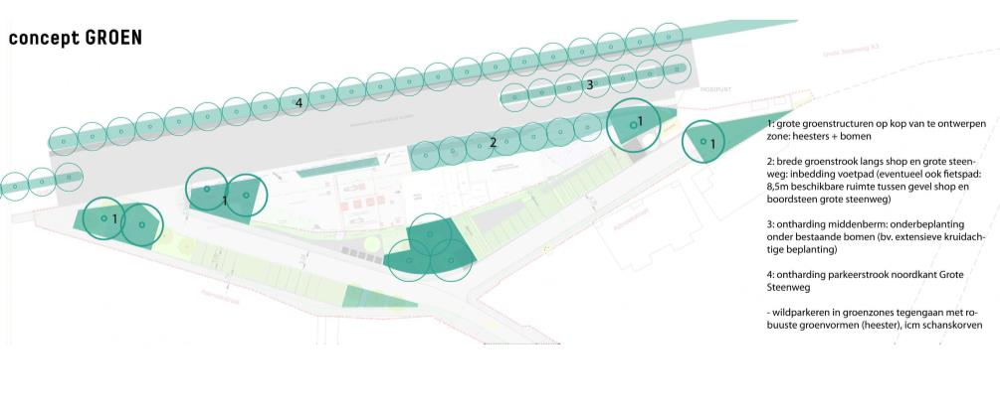 concept GROEN
Grote Steenweg R3
MOBIPUNT
4
3
2
1
1
1
1
1: grote groenstructuren op kop van te ontwerpen
zone: heesters + bomen
2: brede groenstrook langs shop en grote steen-
weg: inbedding voetpad (eventueel ook fietspad:
8,5m beschikbare ruimte tussen gevel shop en
boordsteen grote steenweg)
3: ontharding middenberm: onderbeplanting
onder bestaande bomen (bv. extensieve kruidach-
tige beplanting)
4: ontharding parkeerstrook noordkant Grote
Steenweg
- wildparkeren in groenzones tegengaan met ro-
buuste groenvormen (heester), icm schanskorven